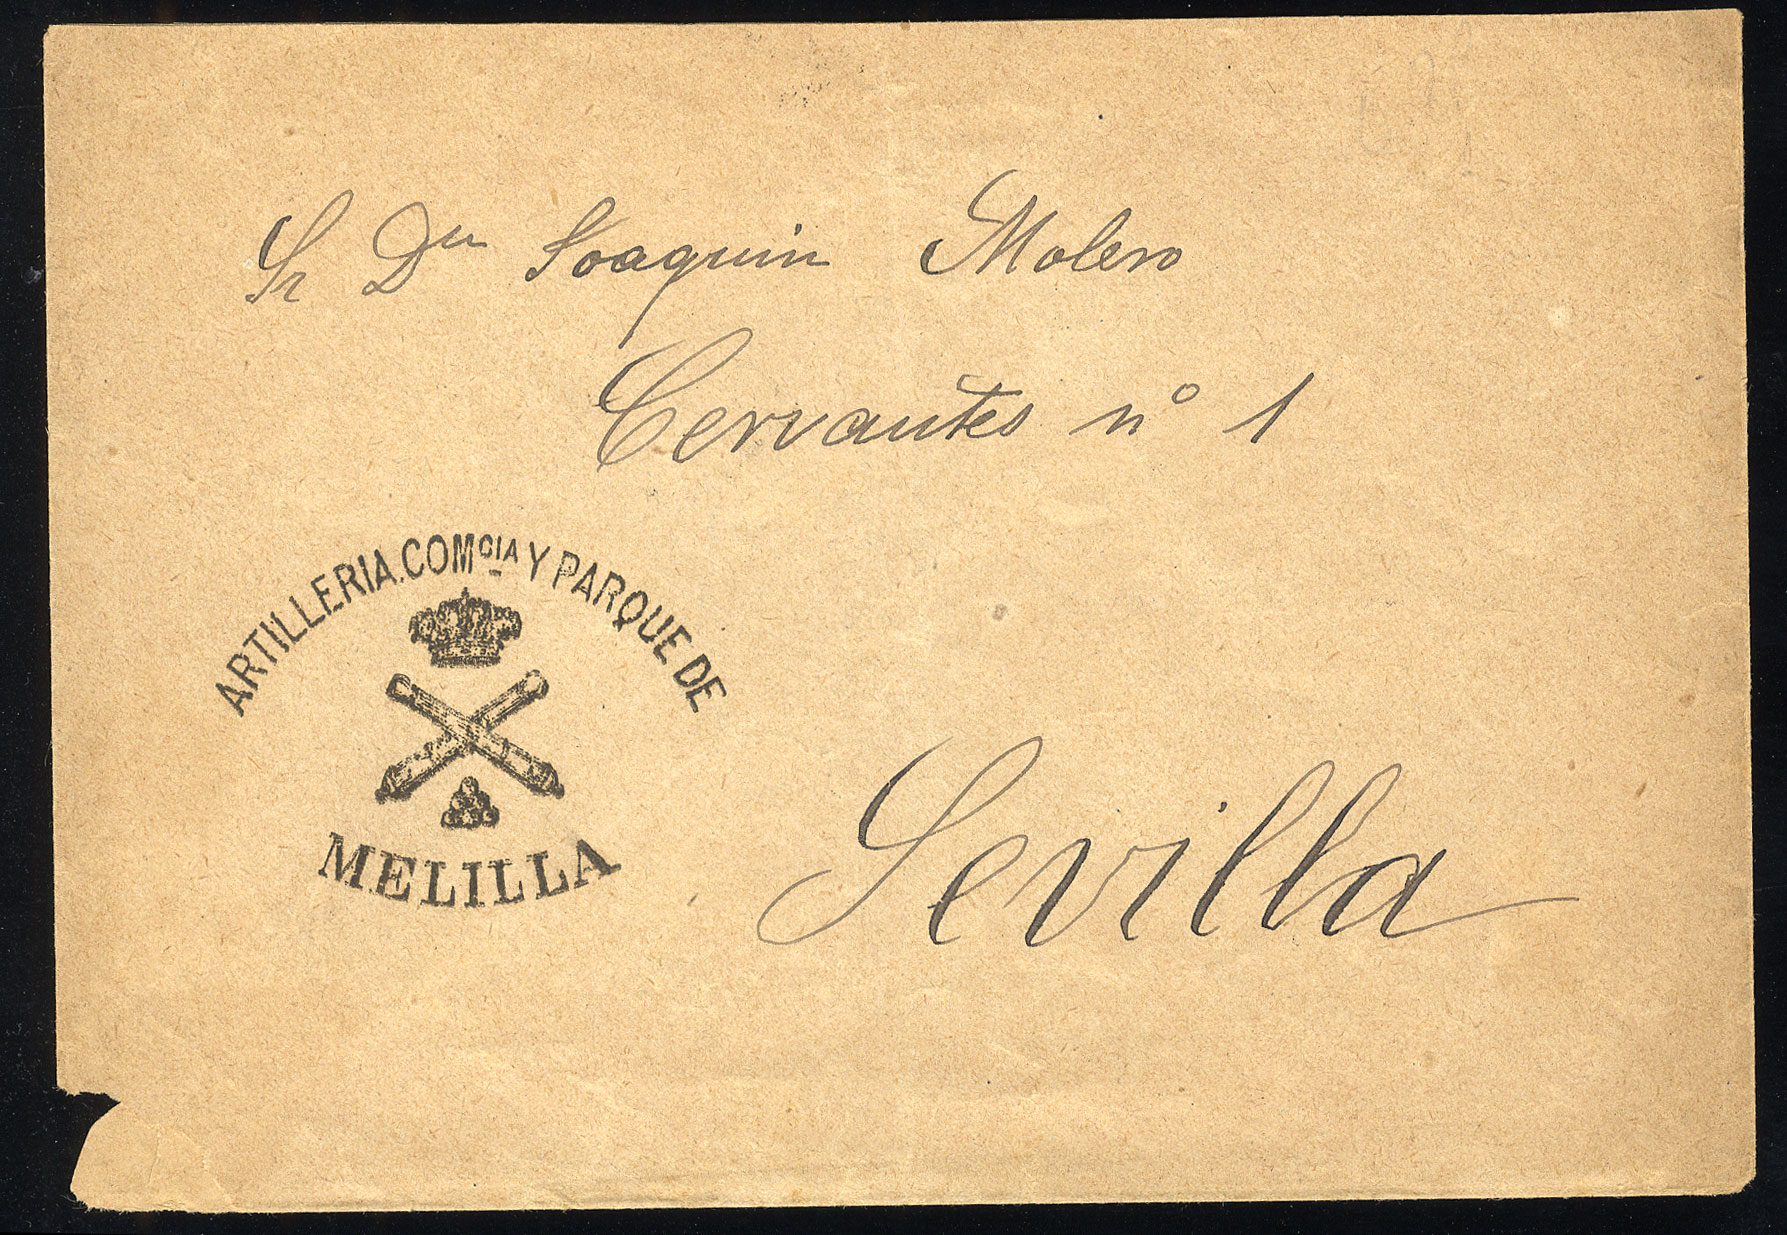 Sr Dn Joaquin Molero
Cervantes nº 1
ARTILLERIA. COMCIA Y PARQUE DE
MELILLA
Sevilla